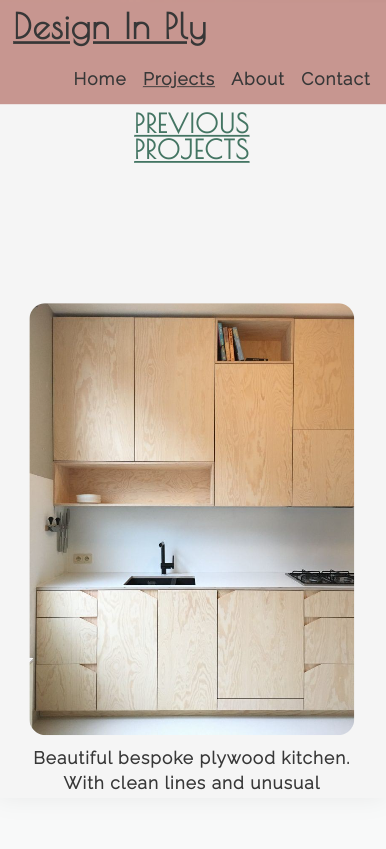 Design In Ply
Home Projects About Contact
PREVIOUS
PROJECTS
Beautiful bespoke plywood kitchen.
With clean lines and unusual